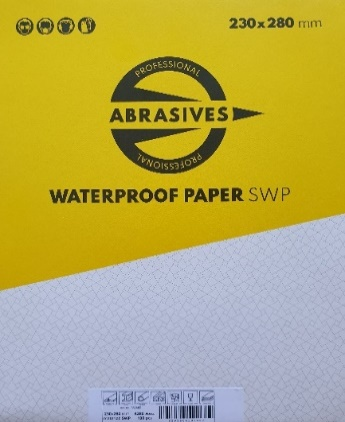 230x280 mm
PROFESSIONAL
ABRASIVES
PROFESSIONAL
WATERPROOF PAPER SWP